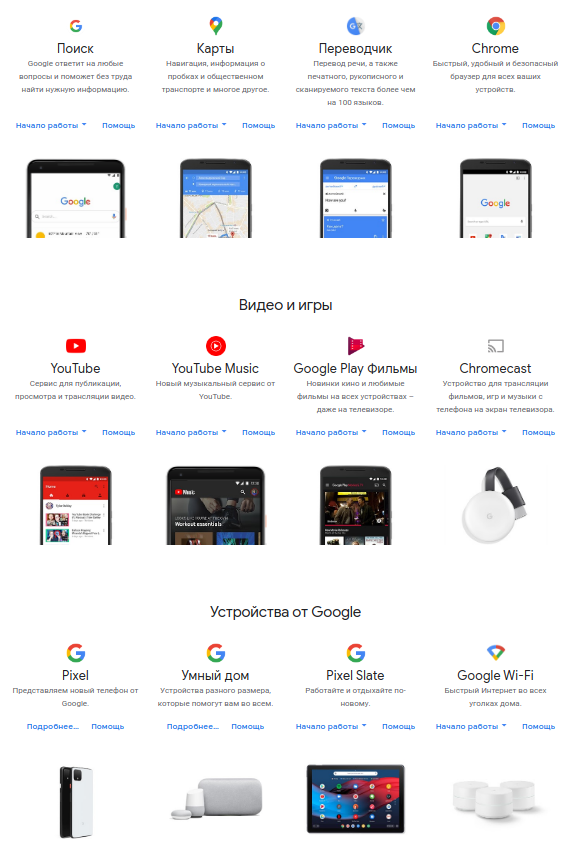 Поиск
Google ответит на любые
вопросы и поможет без труда
найти нужную информацию.
Начало работы Помощь
Карты
Навигация, информация о
пробках и общественном
транспорте и многое другое.
Начало работы Помощь
Переводчик
Перевод речи, а также
печатного, рукописного и
сканируемого текста более чем
на 100 языков.
Начало работы Помощь
Chrome
Быстрый, удобный и безопасный
браузер для всех ваших
устройств.
Начало работы Помощь
Google
Google
Видео и игры
YouTube
Сервис для публикации,
просмотра и трансляции видео.
Начало работы Помощь
YouTube Music
Новый музыкальный сервис от
YouTube.
Начало работы Помощь
Google Play Фильмы
Новинки кино и любимые
фильмы на всех устройствах –
даже на телевизоре.
Начало работы Помощь
Chromecast
Устройство для трансляции
фильмов, игр и музыки с
телефона на экран телевизора.
Начало работы Помощь
Home
Music
Workout essentials
Устройства от Google
Pixel
Представляем новый телефон от
Google.
Подробнее... Помощь
Умный дом
Устройства разного размера,
которые помогут вам во всем.
Подробнее... Помощь
Pixel Slate
Работайте и отдыхайте по-
новому.
Начало работы Помощь
Google Wi-Fi
Быстрый Интернет во всех
уголках дома.
Начало работы Помощь